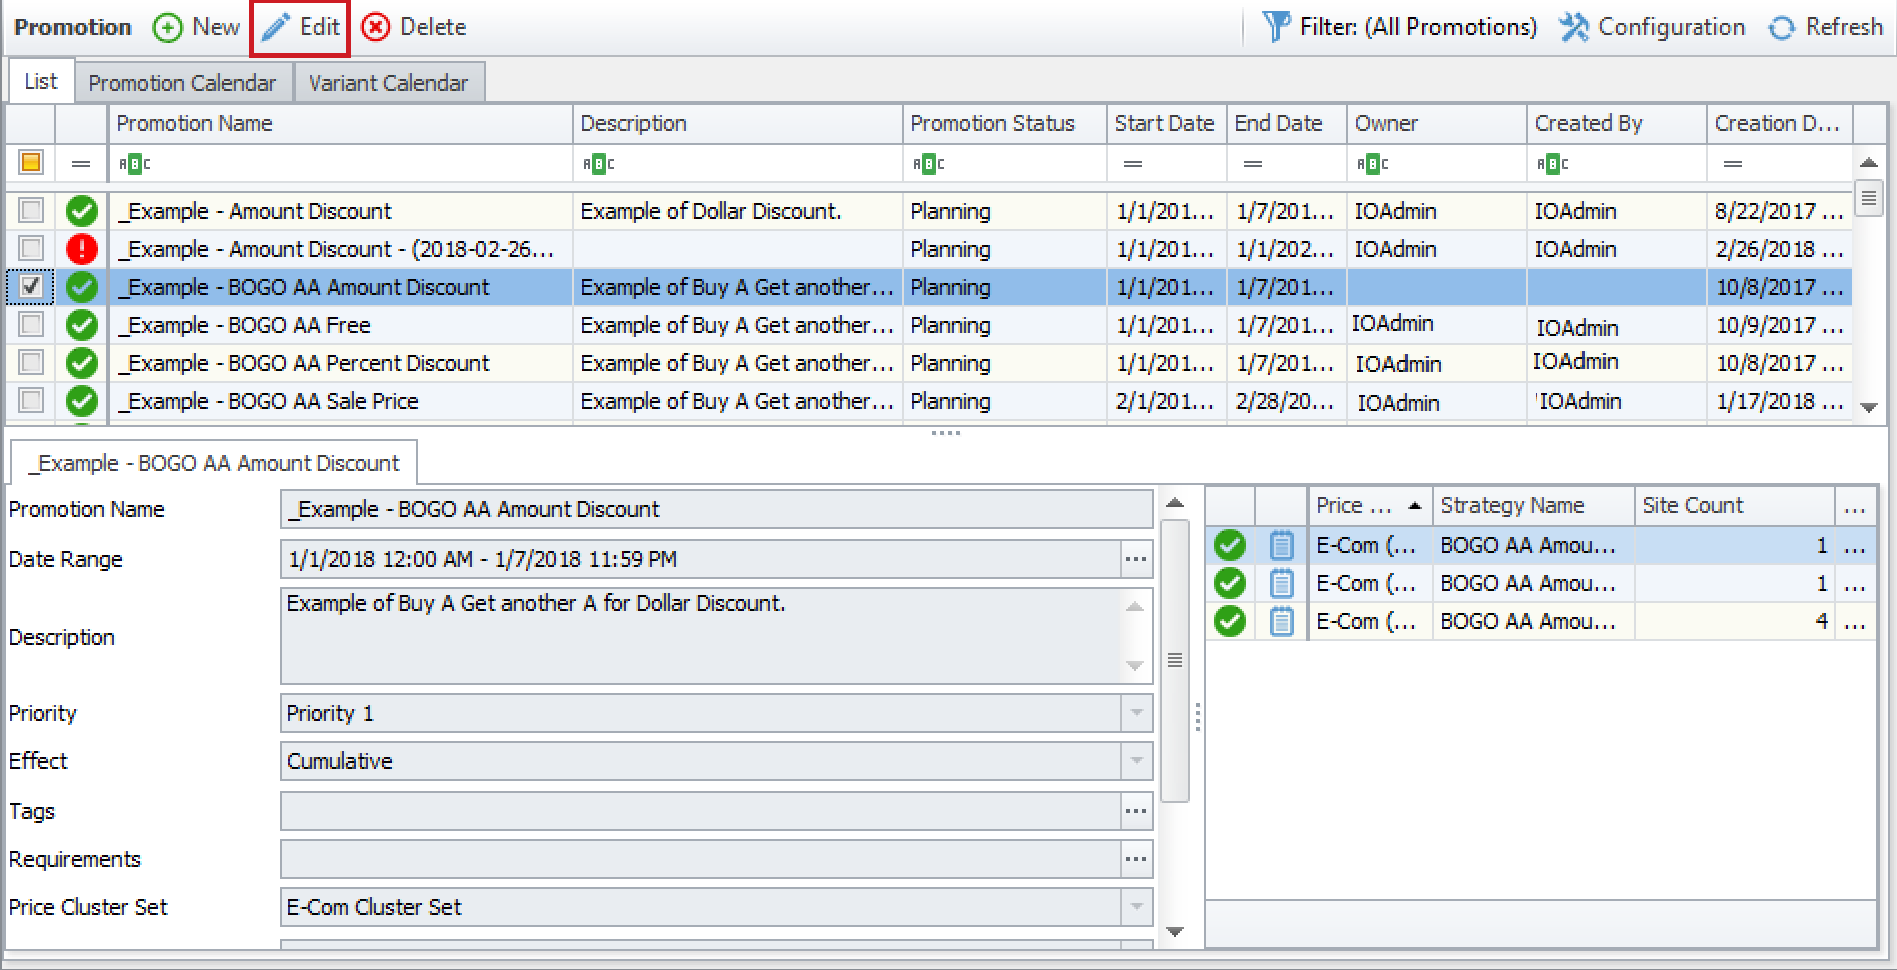 Promotion New Edit Delete Filter: (All Promotions) Configuration Refresh
List Promotion Calendar Variant Calendar
Promotion Name Description Promotion Status Start Date End Date Owner Created By Creation D...
= ABC ABC ABC = = ABC ABC =
_Example - Amount Discount Example of Dollar Discount. Planning 1/1/201... 1/7/201... IOAdmin IOAdmin 8/22/2017 ...
_Example - Amount Discount - (2018-02-26... Planning 1/1/201... 1/1/202... IOAdmin IOAdmin 2/26/2018 ...
_Example - BOGO AA Amount Discount Example of Buy A Get another... Planning 1/1/201... 1/7/201... 10/8/2017 ...
_Example - BOGO AA Free Example of Buy A Get another... Planning 1/1/201... 1/7/201... IOAdmin IOAdmin 10/9/2017 ...
_Example - BOGO AA Percent Discount Example of Buy A Get another... Planning 1/1/201... 1/7/201... IOAdmin IOAdmin 10/8/2017 ...
_Example - BOGO AA Sale Price Example of Buy A Get another... Planning 2/1/201... 2/28/20... IOAdmin 'IOAdmin 1/17/2018 ...
_Example - BOGO AA Amount Discount
Promotion Name _Example - BOGO AA Amount Discount
Date Range 1/1/2018 12:00 AM - 1/7/2018 11:59 PM ...
Description Example of Buy A Get another A for Dollar Discount.
Priority Priority 1
Effect Cumulative
Tags ...
Requirements ...
Price Cluster Set E-Com Cluster Set
Price ... Strategy Name Site Count ...
E-Com (... BOGO AA Amou... 1 ...
E-Com (... BOGO AA Amou... 1 ...
E-Com (... BOGO AA Amou... 4 ...